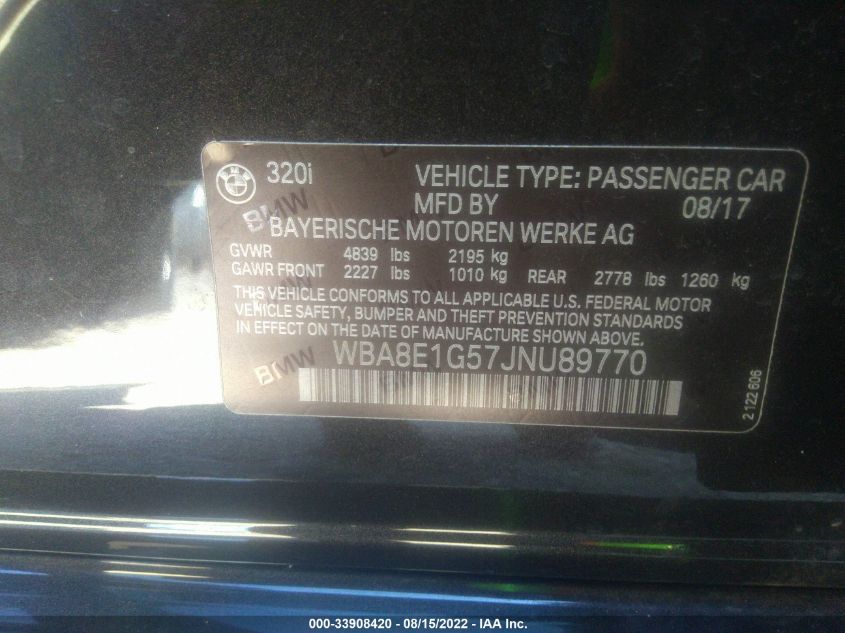 320i VEHICLE TYPE: PASSENGER CAR
MFD BY 08/17
BAYERISCHE MOTOREN WERKE AG
GVWR 4839 lbs 2195 kg
GAWR FRONT 2227 lbs 1010 kg REAR 2778 lbs 1260 kg
THIS VEHICLE CONFORMS TO ALL APPLICABLE U.S. FEDERAL MOTOR
VEHICLE SAFETY, BUMPER AND THEFT PREVENTION STANDARDS
IN EFFECT ON THE DATE OF MANUFACTURE SHOWN ABOVE.
WBA8E1G57JNU89770
2 122 606
BMW
BMW
BMW
000-33908420 - 08/15/2022 - IAA Inc.